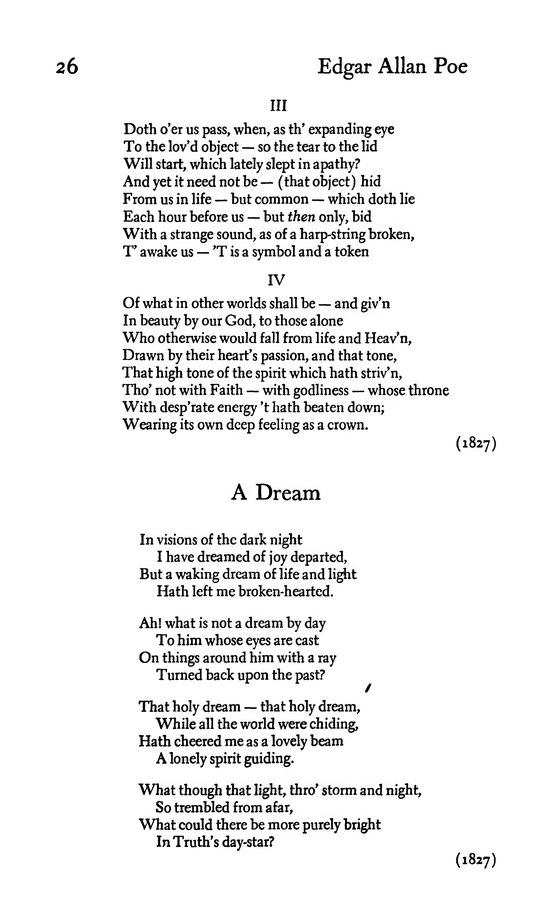 26 Edgar Allan Poe
III
Doth o'er us pass, when, as th' expanding eye
To the lov'd object — so the tear to the lid
Will start, which lately slept in apathy?
And yet it need not be — (that object) hid
From us in life — but common — which doth lie
Each hour before us — but then only, bid
With a strange sound, as of a harp-string broken,
T' awake us — 'T is a symbol and a token
IV
Of what in other worlds shall be — and giv'n
In beauty by our God, to those alone
Who otherwise would fall from life and Heav'n,
Drawn by their heart's passion, and that tone,
That high tone of the spirit which hath striv'n,
Tho' not with Faith — with godliness — whose throne
With desp'rate energy 't hath beaten down;
Wearing its own deep feeling as a crown.
(1827)
A Dream
In visions of the dark night
I have dreamed of joy departed,
But a waking dream of life and light
Hath left me broken-hearted.
Ah! what is not a dream by day
To him whose eyes are cast
On things around him with a ray
Turned back upon the past?
That holy dream — that holy dream,
While all the world were chiding,
Hath cheered me as a lovely beam
A lonely spirit guiding.
What though that light, thro' storm and night,
So trembled from afar,
What could there be more purely bright
In Truth's day-star?
(1827)